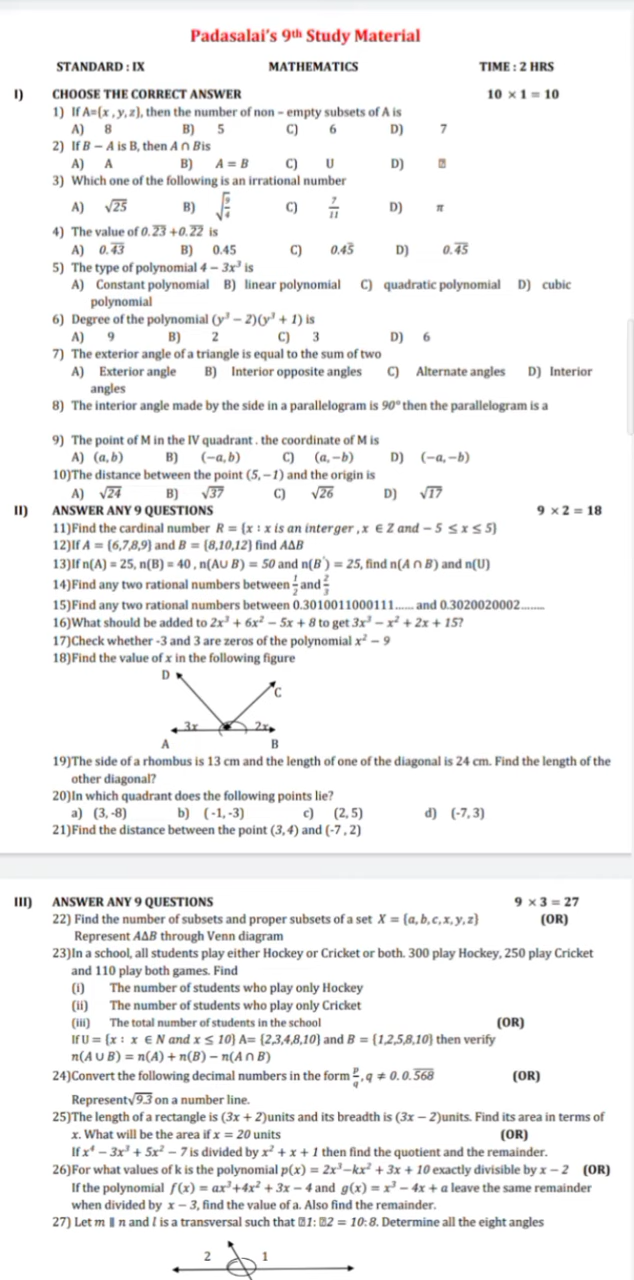 Padasalai's 9th Study Material
STANDARD : IX MATHEMATICS TIME : 2 HRS
I) CHOOSE THE CORRECT ANSWER 10 × 1 = 10
1) If A={x , y, z}, then the number of non – empty subsets of A is
A) 8 B) 5 C) 6 D) 7
2) If B – A is B, then A ∩ Bis
A) A B) A = B C) U D) ⍰
3) Which one of the following is an irrational number
A) √25 B) √(9/4) C) 7/11 D) π
4) The value of 0.2̅3̅ +0.2̅2̅ is
A) 0.4̅3̅ B) 0.45 C) 0.45̅ D) 0.4̅5̅
5) The type of polynomial 4 – 3x³ is
A) Constant polynomial B) linear polynomial C) quadratic polynomial D) cubic
polynomial
6) Degree of the polynomial (y³ – 2)(y³ + 1) is
A) 9 B) 2 C) 3 D) 6
7) The exterior angle of a triangle is equal to the sum of two
A) Exterior angle B) Interior opposite angles C) Alternate angles D) Interior
angles
8) The interior angle made by the side in a parallelogram is 90° then the parallelogram is a
9) The point of M in the IV quadrant . the coordinate of M is
A) (a, b) B) (–a, b) C) (a, –b) D) (–a, –b)
10)The distance between the point (5, –1) and the origin is
A) √24 B) √37 C) √26 D) √17
II) ANSWER ANY 9 QUESTIONS 9 × 2 = 18
11)Find the cardinal number R = {x : x is an interger , x ∈ Z and – 5 ≤ x ≤ 5}
12)If A = {6,7,8,9} and B = {8,10,12} find AΔB
13)If n(A) = 25, n(B) = 40 , n(A∪ B) = 50 and n(B') = 25, find n(A ∩ B) and n(U)
14)Find any two rational numbers between 1/2 and 2/3
15)Find any two rational numbers between 0.3010011000111....... and 0.3020020002........
16)What should be added to 2x³ + 6x² – 5x + 8 to get 3x³ – x² + 2x + 15?
17)Check whether -3 and 3 are zeros of the polynomial x² – 9
18)Find the value of x in the following figure
D
C
3x 2x
A B
19)The side of a rhombus is 13 cm and the length of one of the diagonal is 24 cm. Find the length of the
other diagonal?
20)In which quadrant does the following points lie?
a) (3, -8) b) (-1, -3) c) (2, 5) d) (-7, 3)
21)Find the distance between the point (3, 4) and (-7 , 2)
III) ANSWER ANY 9 QUESTIONS 9 × 3 = 27
22) Find the number of subsets and proper subsets of a set X = {a, b, c, x, y, z} (OR)
Represent AΔB through Venn diagram
23)In a school, all students play either Hockey or Cricket or both. 300 play Hockey, 250 play Cricket
and 110 play both games. Find
(i) The number of students who play only Hockey
(ii) The number of students who play only Cricket
(iii) The total number of students in the school (OR)
If U = {x : x ∈ N and x ≤ 10} A= {2,3,4,8,10} and B = {1,2,5,8,10} then verify
n(A ∪ B) = n(A) + n(B) – n(A ∩ B)
24)Convert the following decimal numbers in the form p/q, q ≠ 0. 0. 5̅6̅8̅ (OR)
Represent√9.3 on a number line.
25)The length of a rectangle is (3x + 2)units and its breadth is (3x – 2)units. Find its area in terms of
x. What will be the area if x = 20 units (OR)
If x⁴ – 3x³ + 5x² – 7 is divided by x² + x + 1 then find the quotient and the remainder.
26)For what values of k is the polynomial p(x) = 2x³–kx² + 3x + 10 exactly divisible by x – 2 (OR)
If the polynomial f(x) = ax³+4x² + 3x – 4 and g(x) = x³ – 4x + a leave the same remainder
when divided by x – 3, find the value of a. Also find the remainder.
27) Let m ∥ n and l is a transversal such that ⍰1: ⍰2 = 10: 8. Determine all the eight angles
2 1